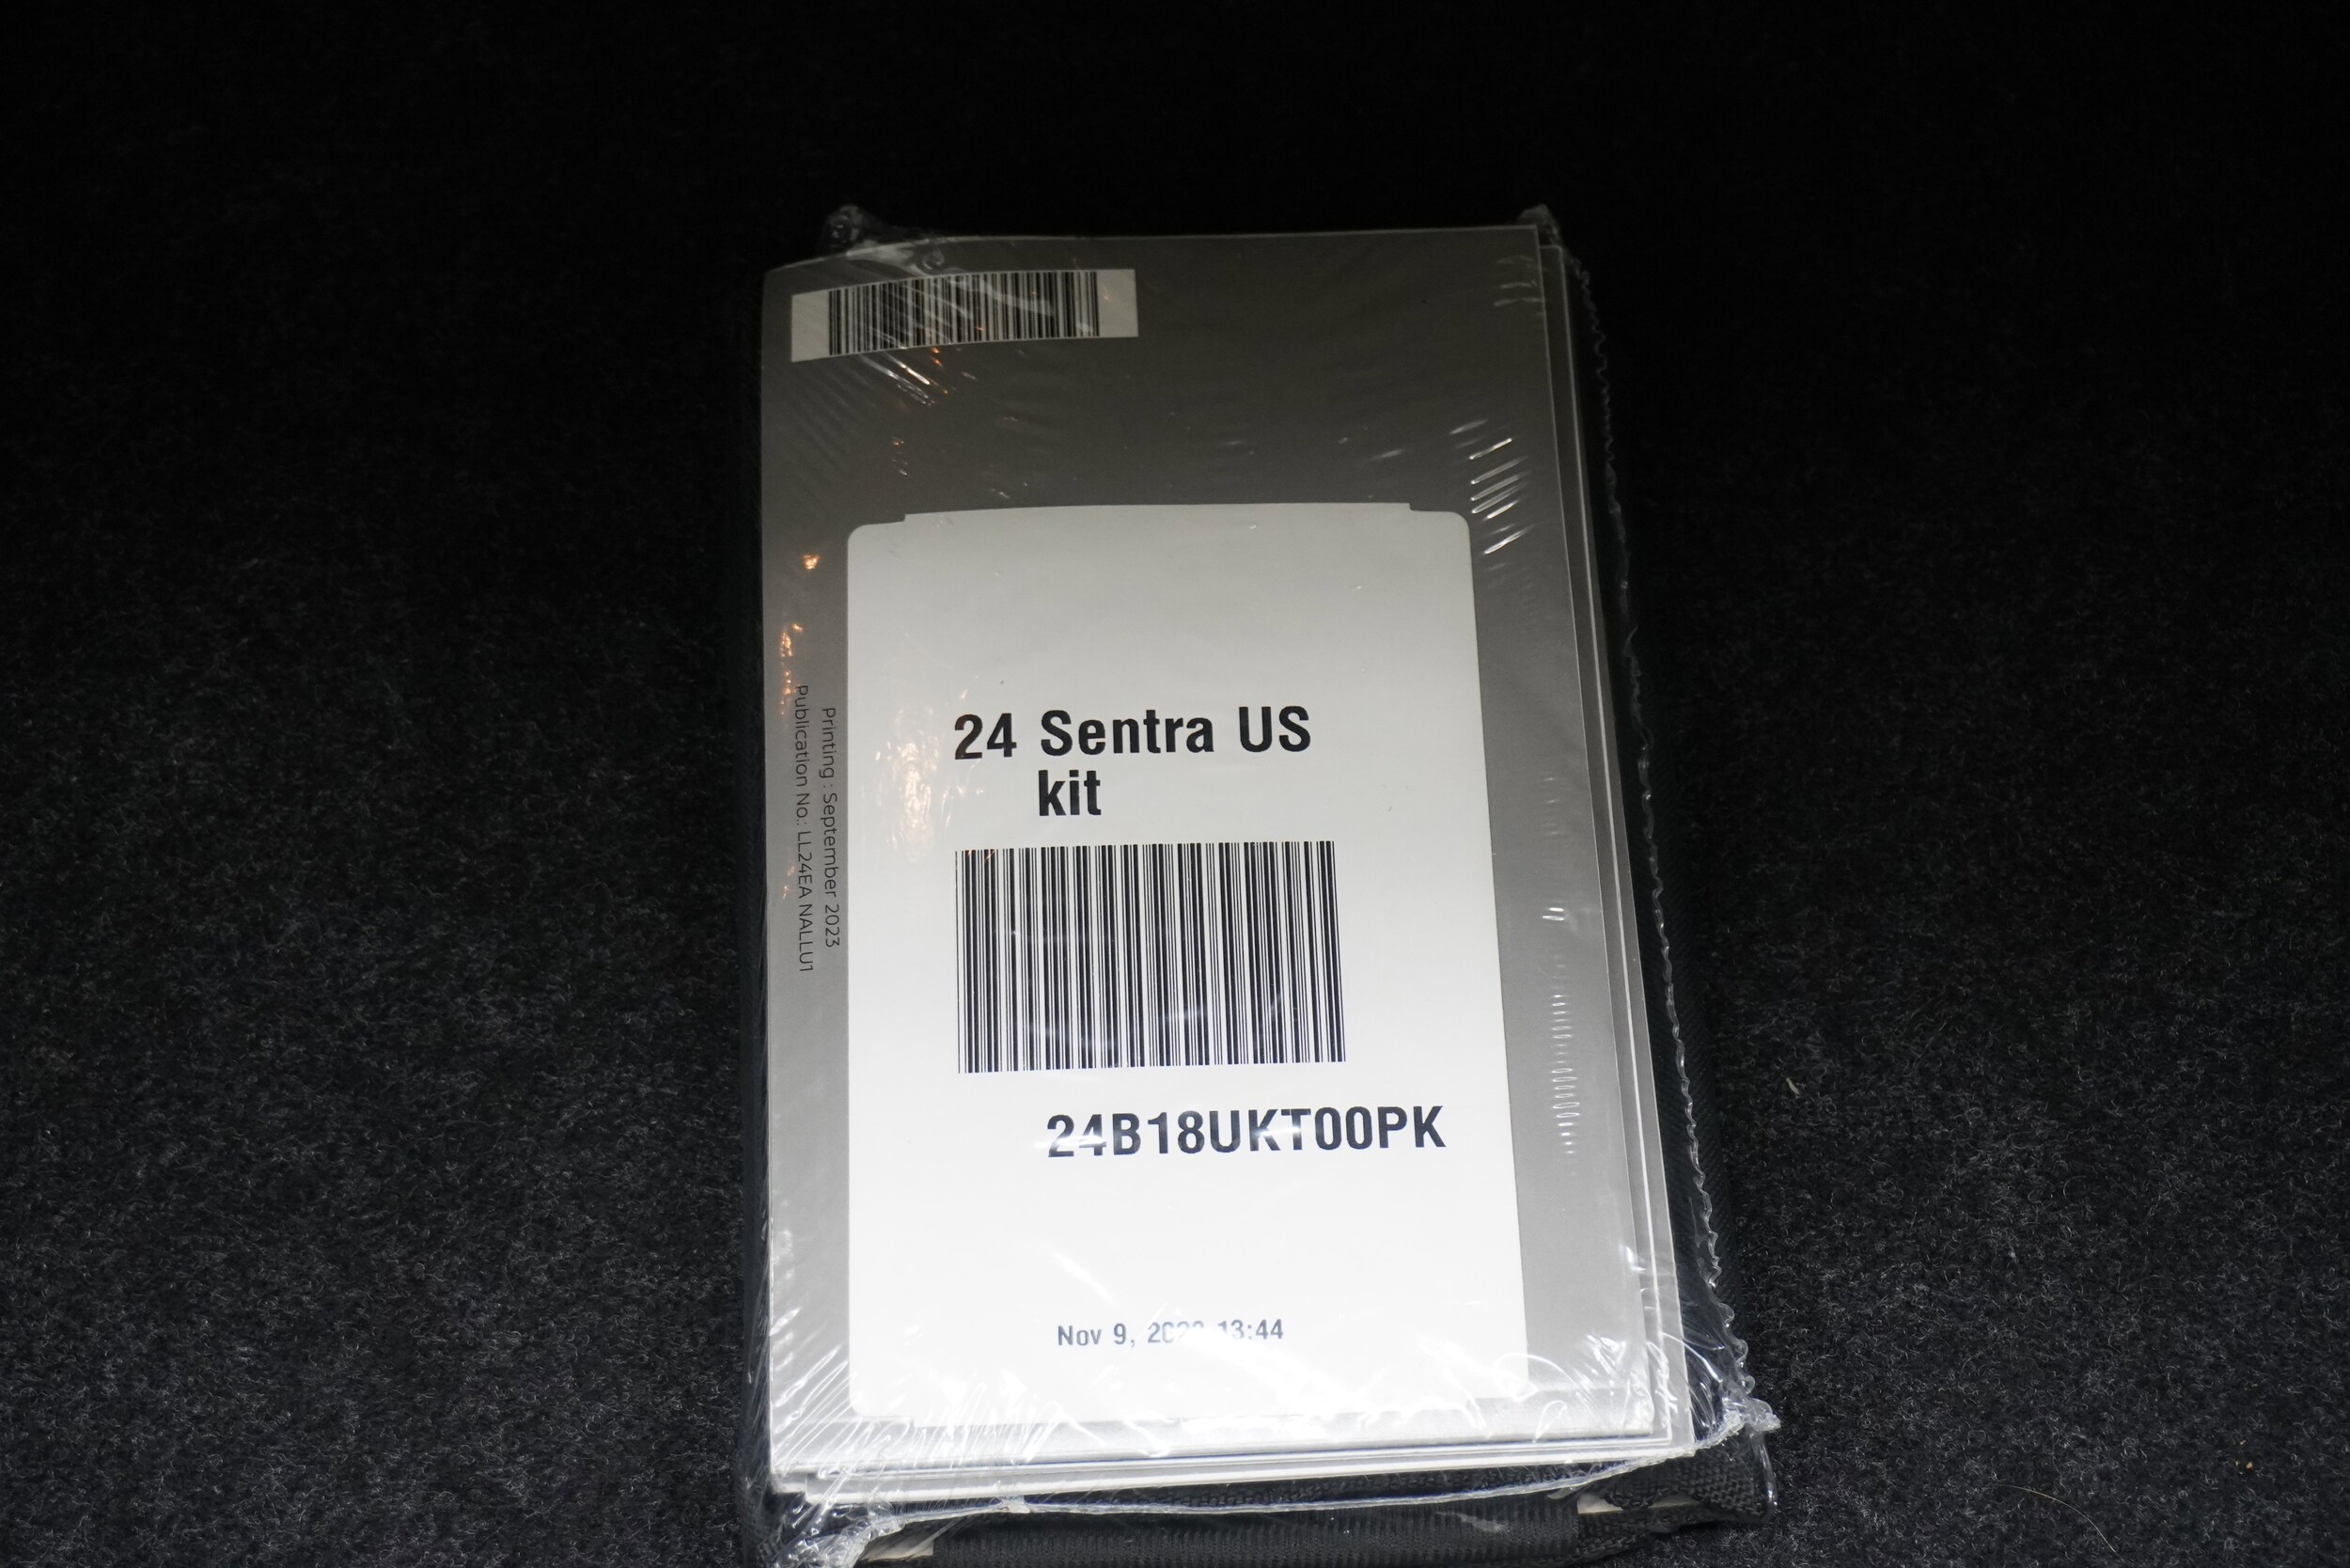 24 Sentra US
kit
24B18UKT00PK
Nov 9, 13:44
Printing : September 2023
Publication No.: LL24EA NALLU1